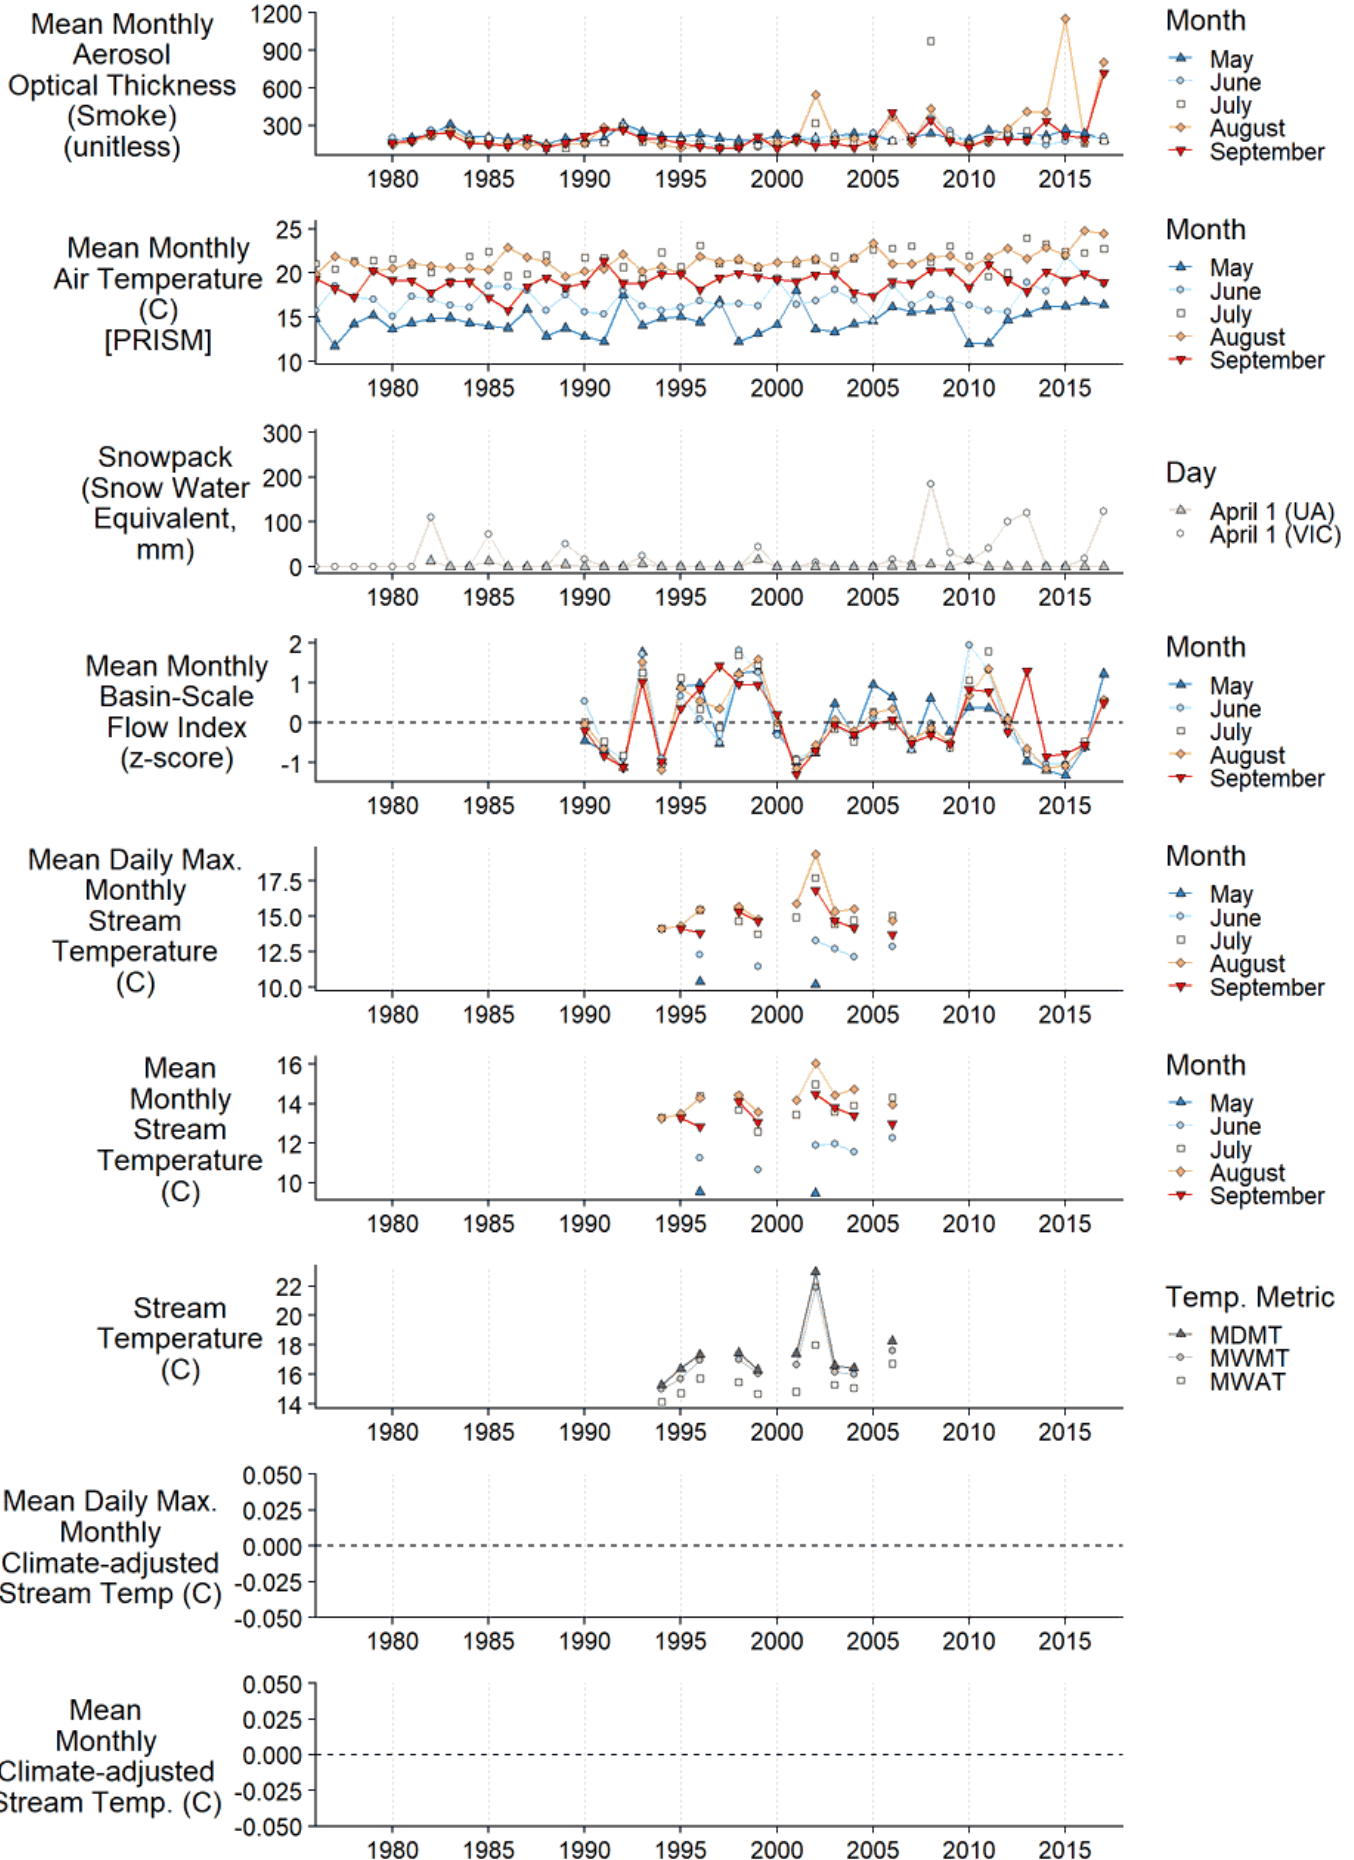 Mean Monthly
Aerosol
Optical Thickness
(Smoke)
(unitless)
1200
900
600
300
1980 1985 1990 1995 2000 2005 2010 2015
Month
May
June
July
August
September
Mean Monthly
Air Temperature
(C)
[PRISM]
25
20
15
10
1980 1985 1990 1995 2000 2005 2010 2015
Month
May
June
July
August
September
Snowpack
(Snow Water
Equivalent,
mm)
300
200
100
0
1980 1985 1990 1995 2000 2005 2010 2015
Day
April 1 (UA)
April 1 (VIC)
Mean Monthly
Basin-Scale
Flow Index
(z-score)
2
1
0
-1
1980 1985 1990 1995 2000 2005 2010 2015
Month
May
June
July
August
September
Mean Daily Max.
Monthly
Stream
Temperature
(C)
17.5
15.0
12.5
10.0
1980 1985 1990 1995 2000 2005 2010 2015
Month
May
June
July
August
September
Mean
Monthly
Stream
Temperature
(C)
16
14
12
10
1980 1985 1990 1995 2000 2005 2010 2015
Month
May
June
July
August
September
Stream
Temperature
(C)
22
20
18
16
14
1980 1985 1990 1995 2000 2005 2010 2015
Temp. Metric
MDMT
MWMT
MWAT
Mean Daily Max.
Monthly
Climate-adjusted
Stream Temp (C)
0.050
0.025
0.000
-0.025
-0.050
1980 1985 1990 1995 2000 2005 2010 2015
Mean
Monthly
Climate-adjusted
Stream Temp. (C)
0.050
0.025
0.000
-0.025
-0.050
1980 1985 1990 1995 2000 2005 2010 2015